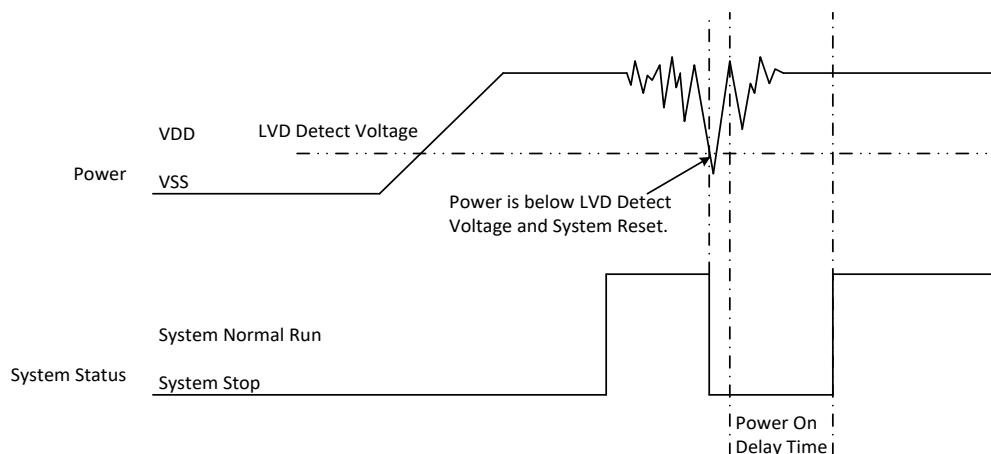 VDD
LVD Detect Voltage
Power
VSS
Power is below LVD Detect
Voltage and System Reset.
System Normal Run
System Status
System Stop
Power On
Delay Time